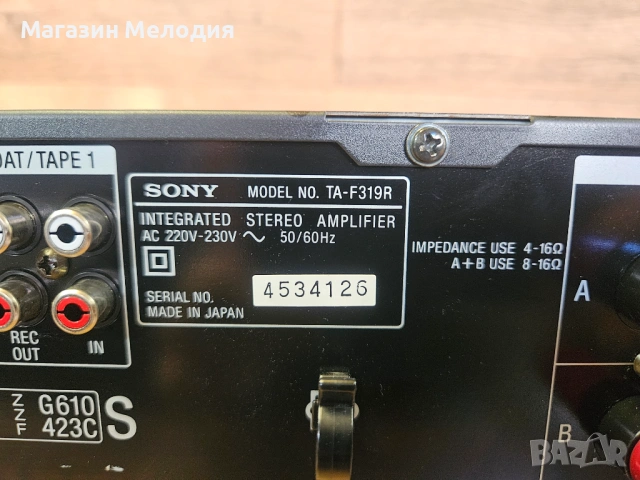 Магазин Мелодия
DAT/TAPE 1
SONY MODEL NO. TA-F319R
INTEGRATED STEREO AMPLIFIER
AC 220V-230V ~ 50/60Hz
SERIAL NO. 4534126
MADE IN JAPAN
IMPEDANCE USE 4-16Ω
A+B USE 8-16Ω
A
REC OUT
IN
Z
Z
F
G610
423C
S
B
BAZAR